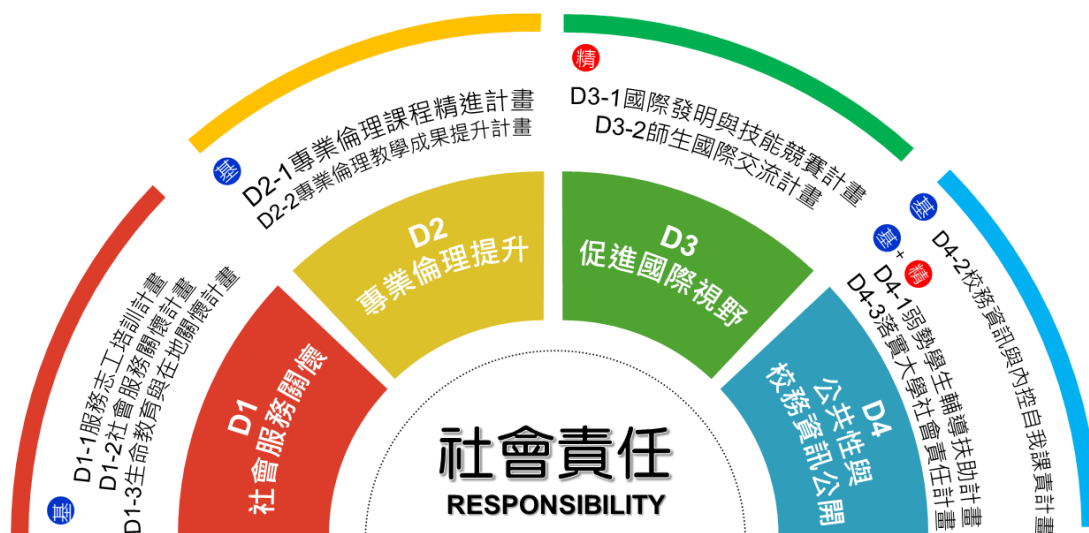 基
D1-1服務志工培訓計畫
D1-2社會服務關懷計畫
D1-3生命教育與在地關懷計畫
D1
社會服務關懷
基
D2-1專業倫理課程精進計畫
D2-2專業倫理教學成果提升計畫
D2
專業倫理提升
精
D3-1國際發明與技能競賽計畫
D3-2師生國際交流計畫
D3
促進國際視野
基
D4-2校務資訊與內控自我課責計畫
基+精
D4-1弱勢學生輔導扶助計畫
D4-3落實大學社會責任計畫
D4
公共性與
校務資訊公開
社會責任
RESPONSIBILITY